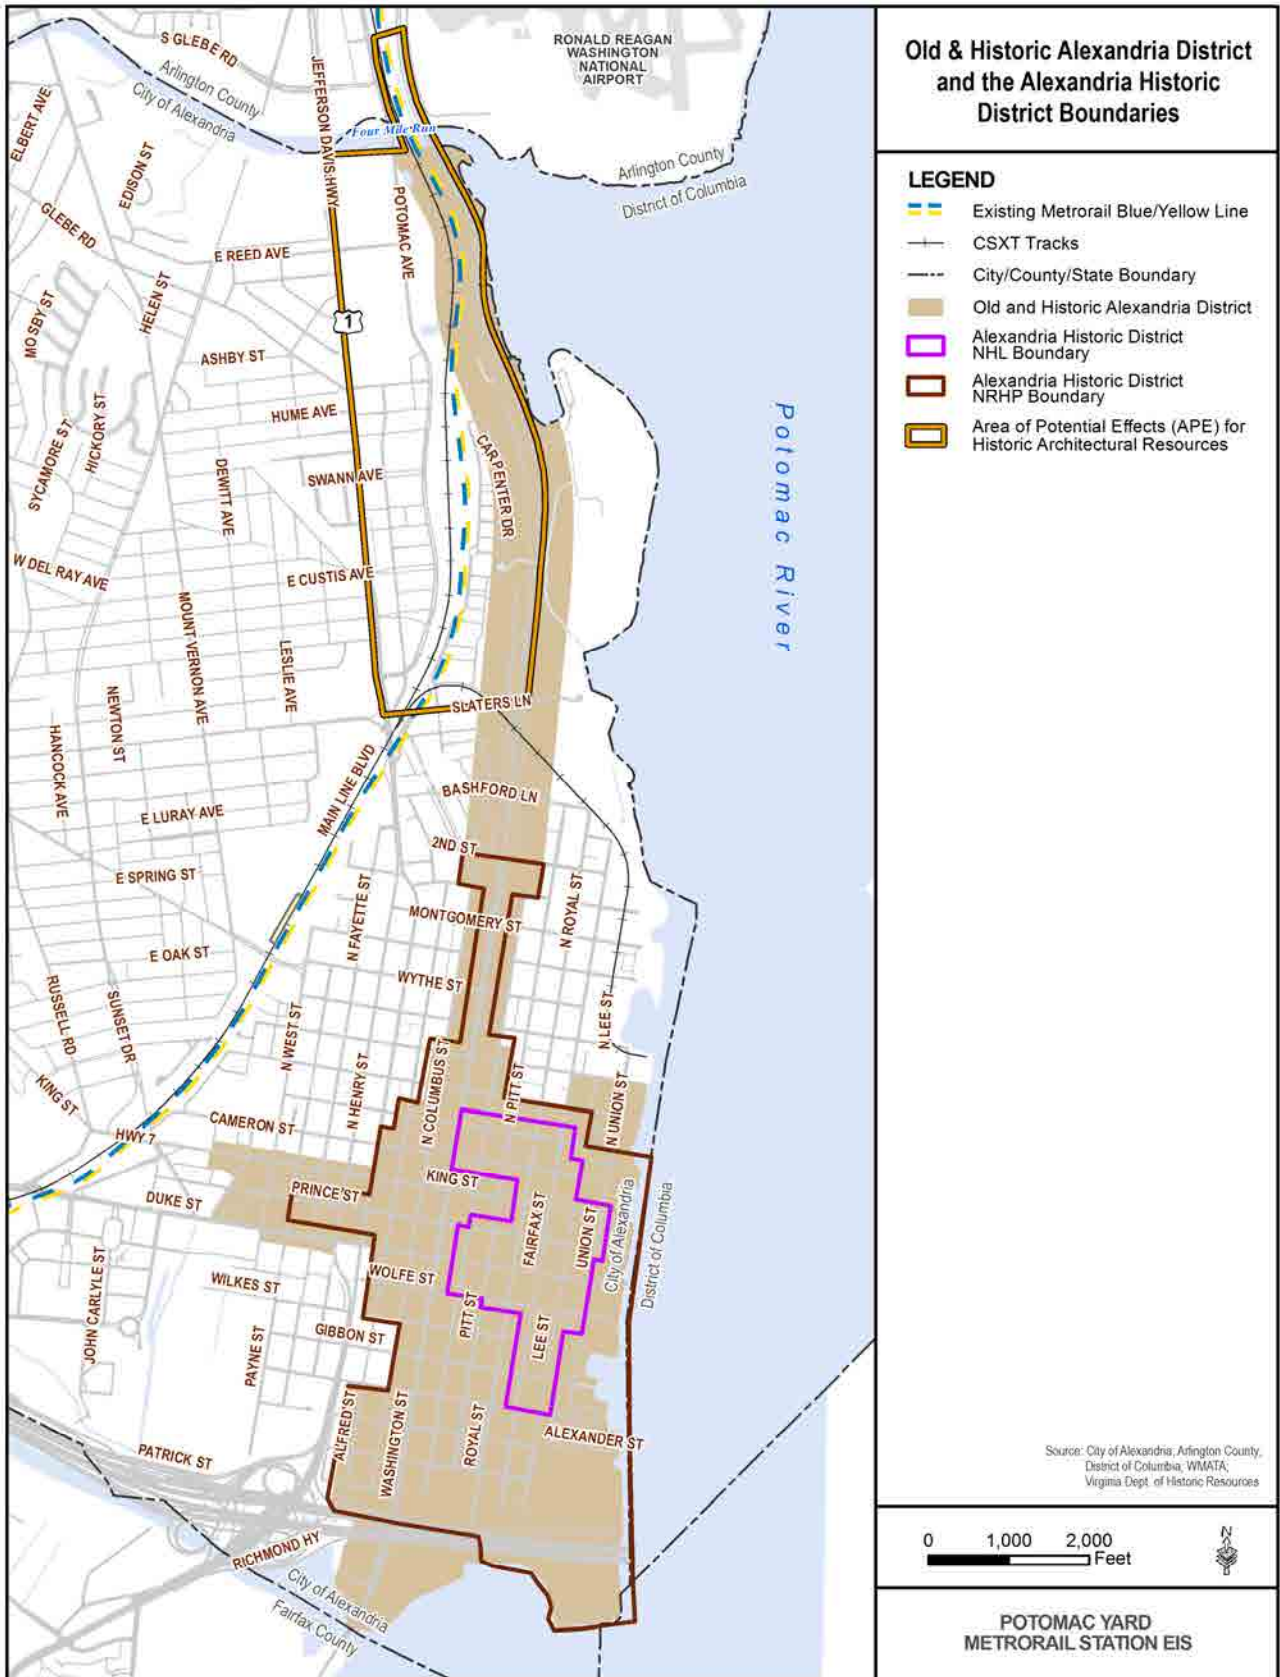 S GLEBE RD
Arlington County
City of Alexandria
JEFFERSON DAVIS HWY
RONALD REAGAN
WASHINGTON
NATIONAL
AIRPORT
ELBERT AVE
EDISON ST
Four Mile Run
Arlington County
District of Columbia
GLEBE RD
E REED AVE
POTOMAC AVE
MOSBY ST
HELEN ST
1
ASHBY ST
HUME AVE
SYCAMORE ST
HICKORY ST
DEWITT AVE
SWANN AVE
CARPENTER DR
Potomac River
W DEL RAY AVE
E CUSTIS AVE
MOUNT VERNON AVE
LESLIE AVE
NEWTON ST
HANCOCK AVE
SLATERS LN
MAIN LINE BLVD
BASHFORD LN
E LURAY AVE
2ND ST
E SPRING ST
N FAYETTE ST
MONTGOMERY ST
N ROYAL ST
E OAK ST
WYTHE ST
RUSSELL RD
SUNSET DR
N WEST ST
N LEE ST
KING ST
N HENRY ST
N COLUMBUS ST
N PITT ST
N UNION ST
CAMERON ST
HWY 7
KING ST
PRINCE ST
DUKE ST
FAIRFAX ST
UNION ST
City of Alexandria
District of Columbia
JOHN CARLYLE ST
WILKES ST
WOLFE ST
PITT ST
LEE ST
GIBBON ST
PAYNE ST
ALFRED ST
WASHINGTON ST
ROYAL ST
ALEXANDER ST
PATRICK ST
RICHMOND HY
City of Alexandria
Fairfax County
Old & Historic Alexandria District
and the Alexandria Historic
District Boundaries
LEGEND
Existing Metrorail Blue/Yellow Line
CSXT Tracks
City/County/State Boundary
Old and Historic Alexandria District
Alexandria Historic District
NHL Boundary
Alexandria Historic District
NRHP Boundary
Area of Potential Effects (APE) for
Historic Architectural Resources
Source: City of Alexandria, Arlington County,
District of Columbia, WMATA,
Virginia Dept. of Historic Resources
0 1,000 2,000
Feet
N
POTOMAC YARD
METRORAIL STATION EIS